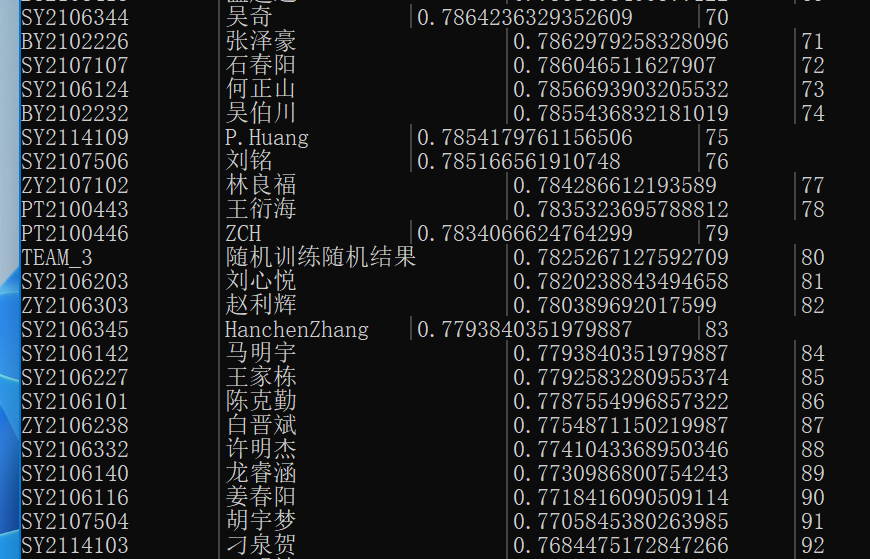 SY2106344 吴奇 0.7864236329352609 70
BY2102226 张泽豪 0.7862979258328096 71
SY2107107 石春阳 0.786046511627907 72
SY2106124 何正山 0.7856693903205532 73
BY2102232 吴伯川 0.7855436832181019 74
SY2114109 P.Huang 0.7854179761156506 75
SY2107506 刘铭 0.785166561910748 76
ZY2107102 林良福 0.784286612193589 77
PT2100443 王衍海 0.7835323695788812 78
PT2100446 ZCH 0.7834066624764299 79
TEAM_3 随机训练随机结果 0.7825267127592709 80
SY2106203 刘心悦 0.7820238843494658 81
ZY2106303 赵利辉 0.780389692017599 82
SY2106345 HanchenZhang 0.7793840351979887 83
SY2106142 马明宇 0.7793840351979887 84
SY2106227 王家栋 0.7792583280955374 85
SY2106101 陈克勤 0.7787554996857322 86
ZY2106238 白晋斌 0.7754871150219987 87
SY2106332 许明杰 0.7741043368950346 88
SY2106140 龙睿涵 0.7730986800754243 89
SY2106116 姜春阳 0.7718416090509114 90
SY2107504 胡宇梦 0.7705845380263985 91
SY2114103 刁泉贺 0.7684475172847266 92